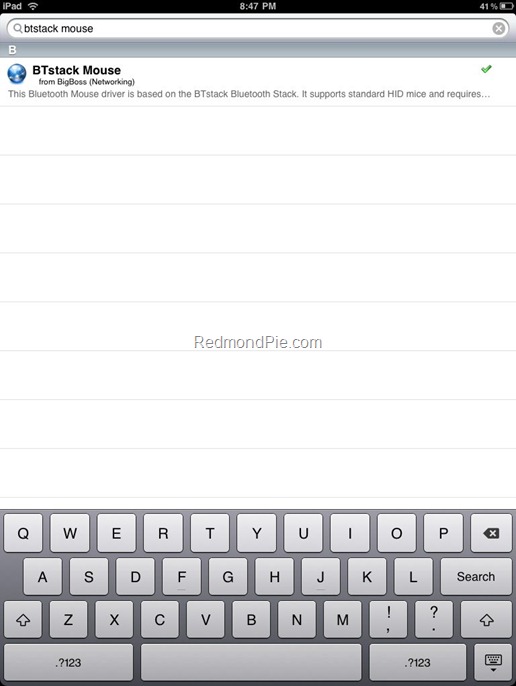 iPad 8:47 PM 41 %
btstack mouse
B
BTstack Mouse
from BigBoss (Networking)
This Bluetooth Mouse driver is based on the BTstack Bluetooth Stack. It supports standard HID mice and requires…
RedmondPie.com
Q W E R T Y U I O P
A S D F G H J K L Search
Z X C V B N M ! , ? .
.?123 .?123